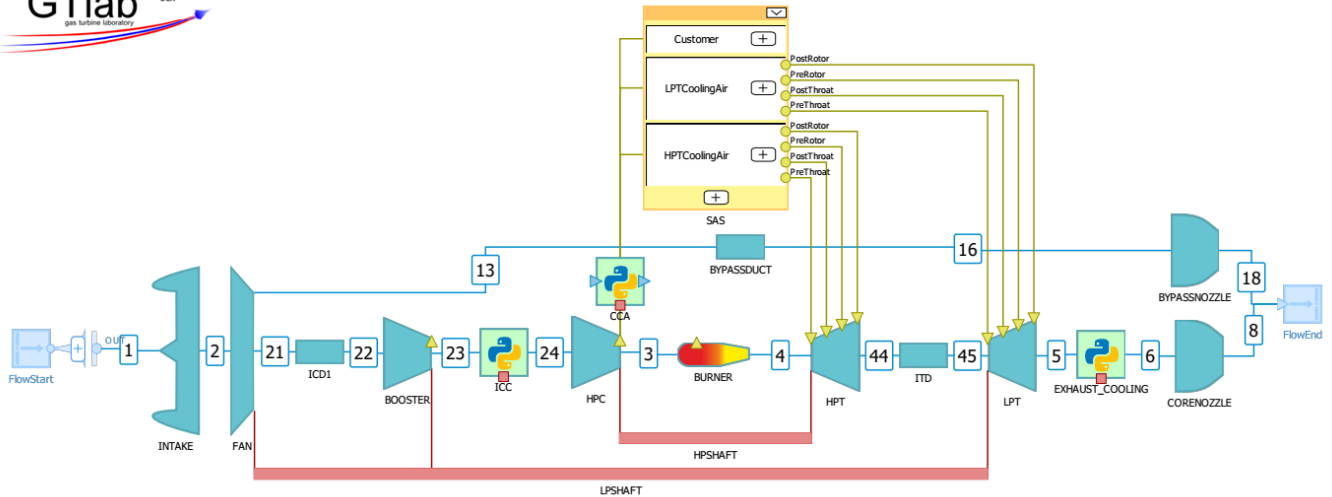 GTlab
gas turbine laboratory
Customer
LPTCoolingAir
HPTCoolingAir
PostRotor
PreRotor
PostThroat
PreThroat
PostRotor
PreRotor
PostThroat
PreThroat
SAS
13
BYPASSDUCT
16
BYPASSNOZZLE
18
FlowEnd
CCA
FlowStart
OUT
1
INTAKE
2
FAN
21
ICD1
22
BOOSTER
23
ICC
24
HPC
3
BURNER
4
HPT
44
ITD
45
LPT
5
EXHAUST_COOLING
6
CORENOZZLE
8
HPSHAFT
LPSHAFT